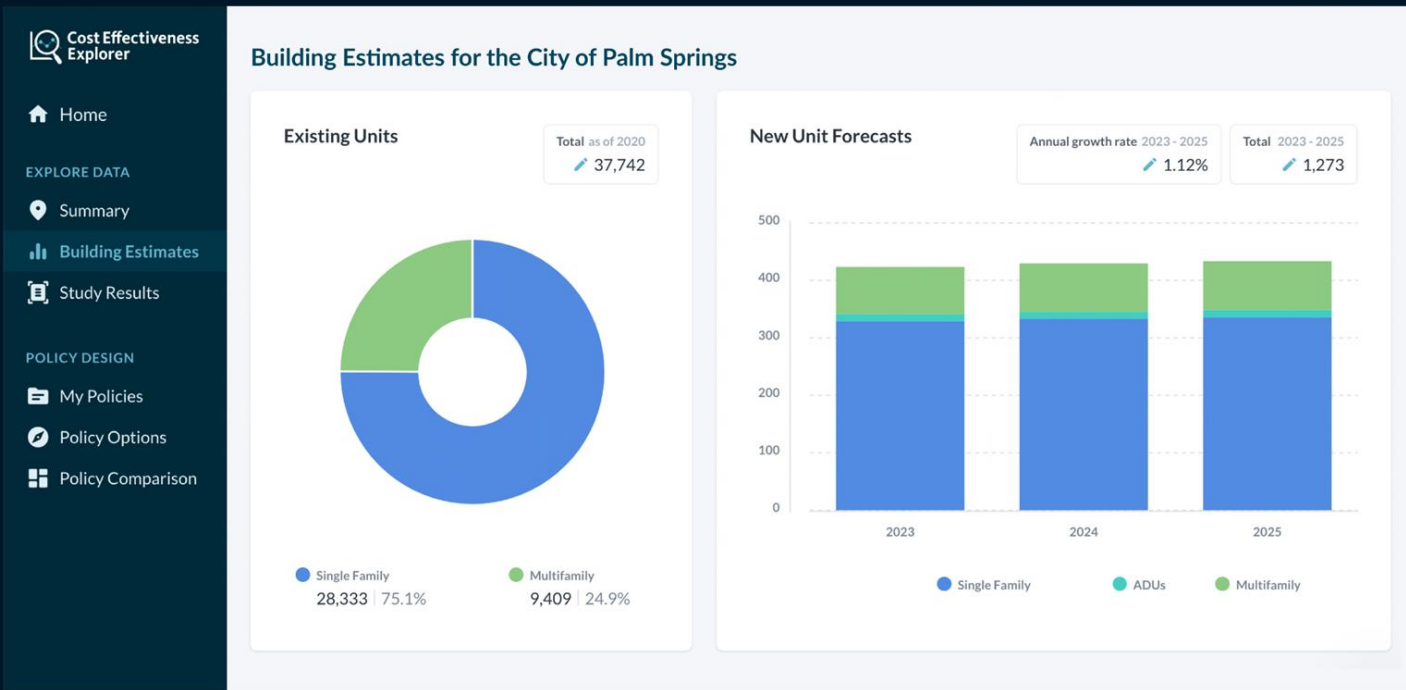 Cost Effectiveness
Explorer
Home
EXPLORE DATA
Summary
Building Estimates
Study Results
POLICY DESIGN
My Policies
Policy Options
Policy Comparison
Building Estimates for the City of Palm Springs
Existing Units
Total as of 2020
37,742
Single Family
28,333 | 75.1%
Multifamily
9,409 | 24.9%
New Unit Forecasts
Annual growth rate 2023 - 2025
1.12%
Total 2023 - 2025
1,273
500
400
300
200
100
0
2023 2024 2025
Single Family ADUs Multifamily